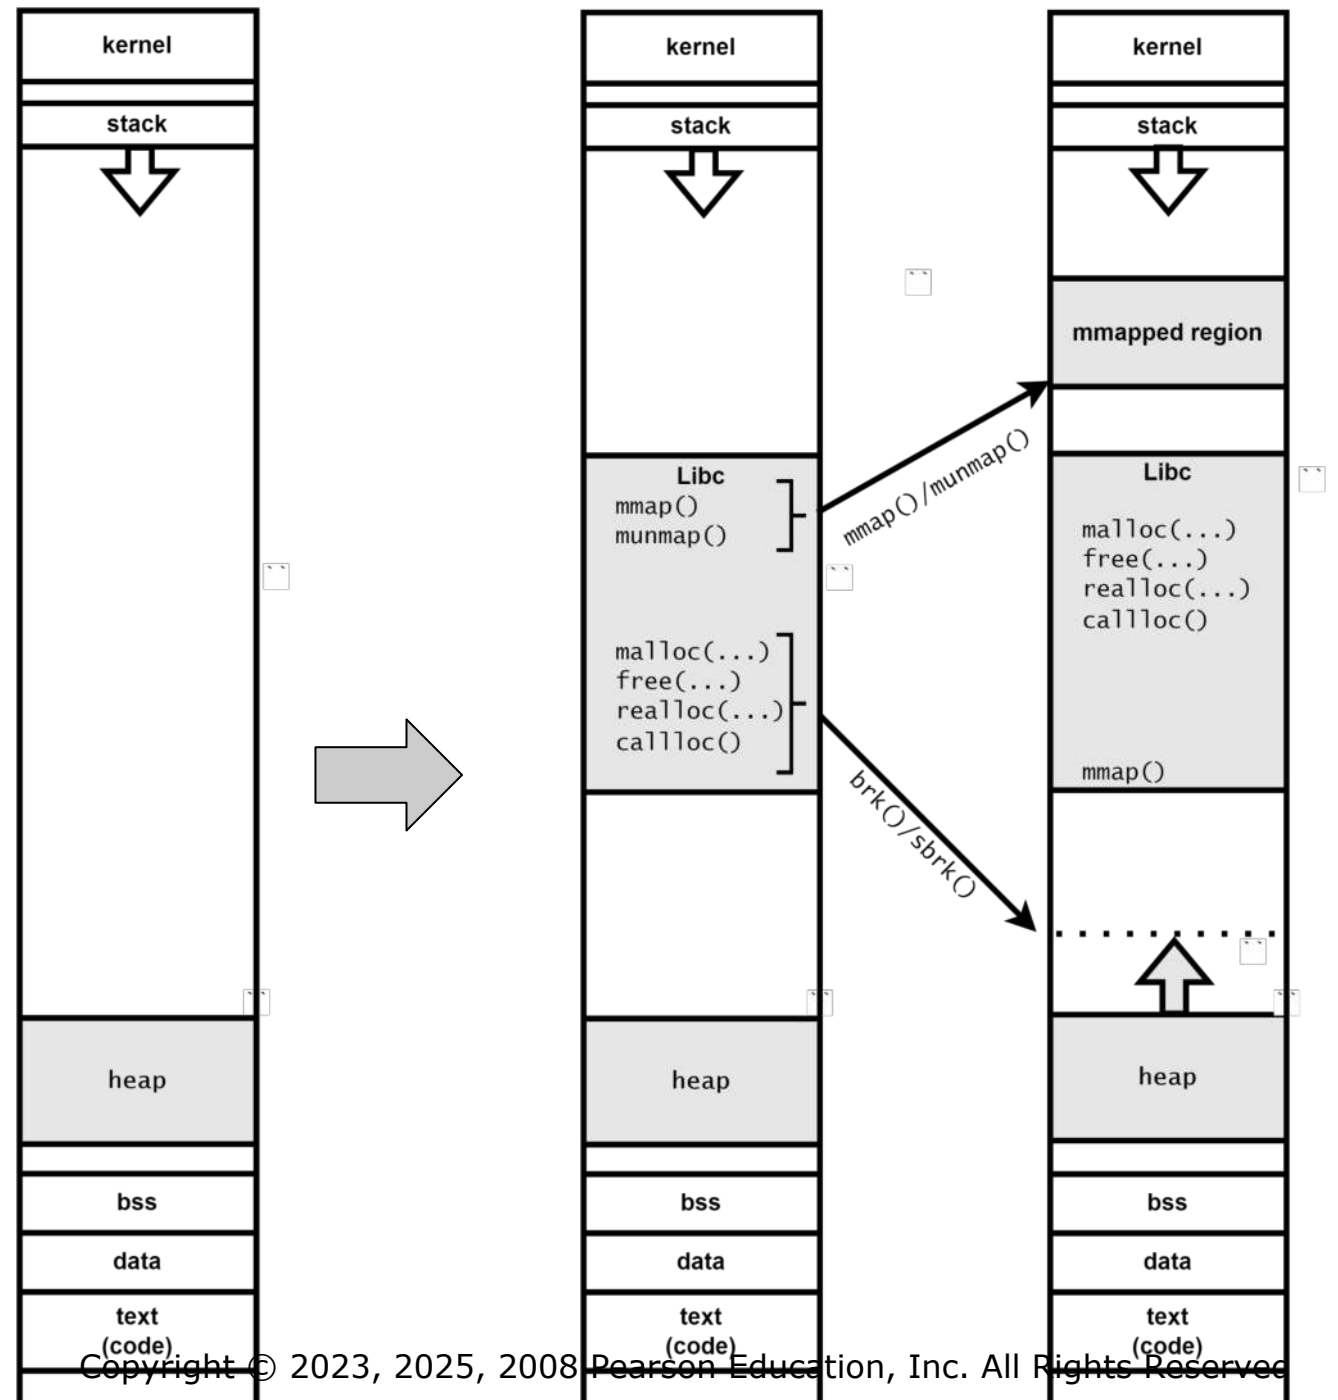 kernel
stack
heap
bss
data
text
(code)
kernel
stack
Libc
mmap()
munmap()
malloc(...)
free(...)
realloc(...)
callloc()
heap
bss
data
text
(code)
mmap()/munmap()
brk()/sbrk()
kernel
stack
mmapped region
Libc
malloc(...)
free(...)
realloc(...)
callloc()
mmap()
heap
bss
data
text
(code)
Copyright © 2023, 2025, 2008 Pearson Education, Inc. All Rights Reserved